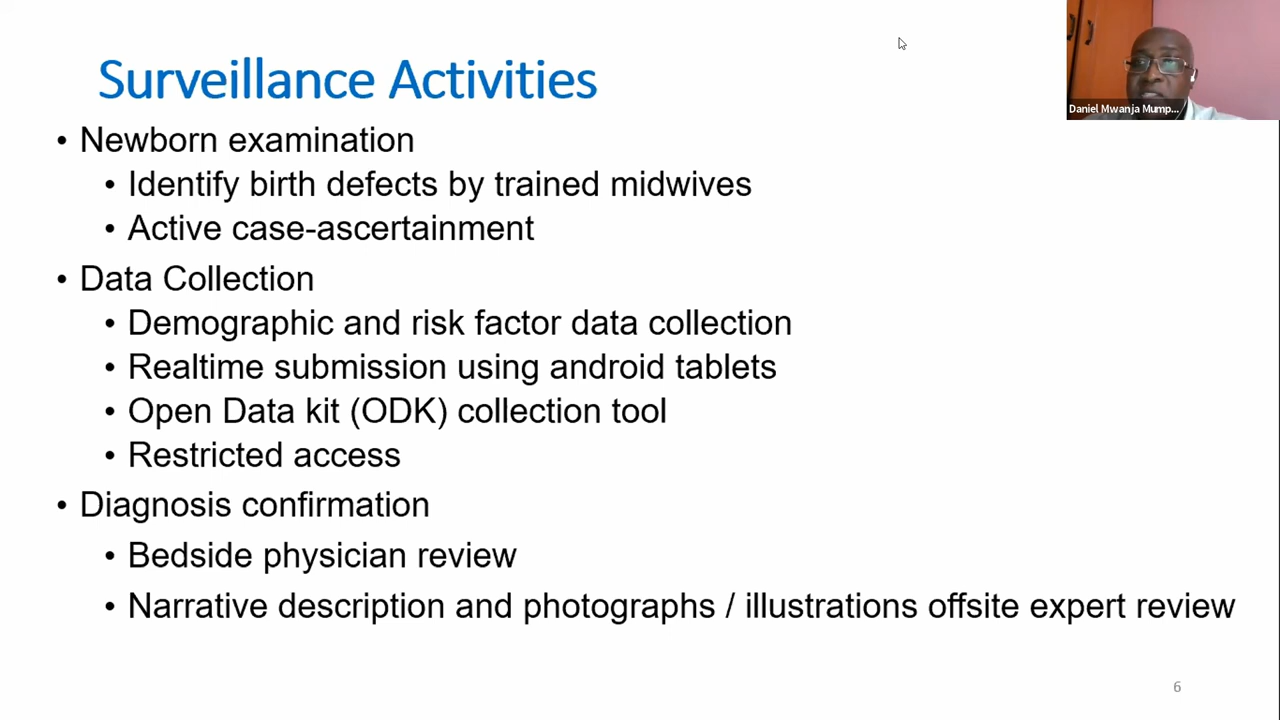 Surveillance Activities
Daniel Mwanja Mump...
• Newborn examination
• Identify birth defects by trained midwives
• Active case-ascertainment
• Data Collection
• Demographic and risk factor data collection
• Realtime submission using android tablets
• Open Data kit (ODK) collection tool
• Restricted access
• Diagnosis confirmation
• Bedside physician review
• Narrative description and photographs / illustrations offsite expert review
6